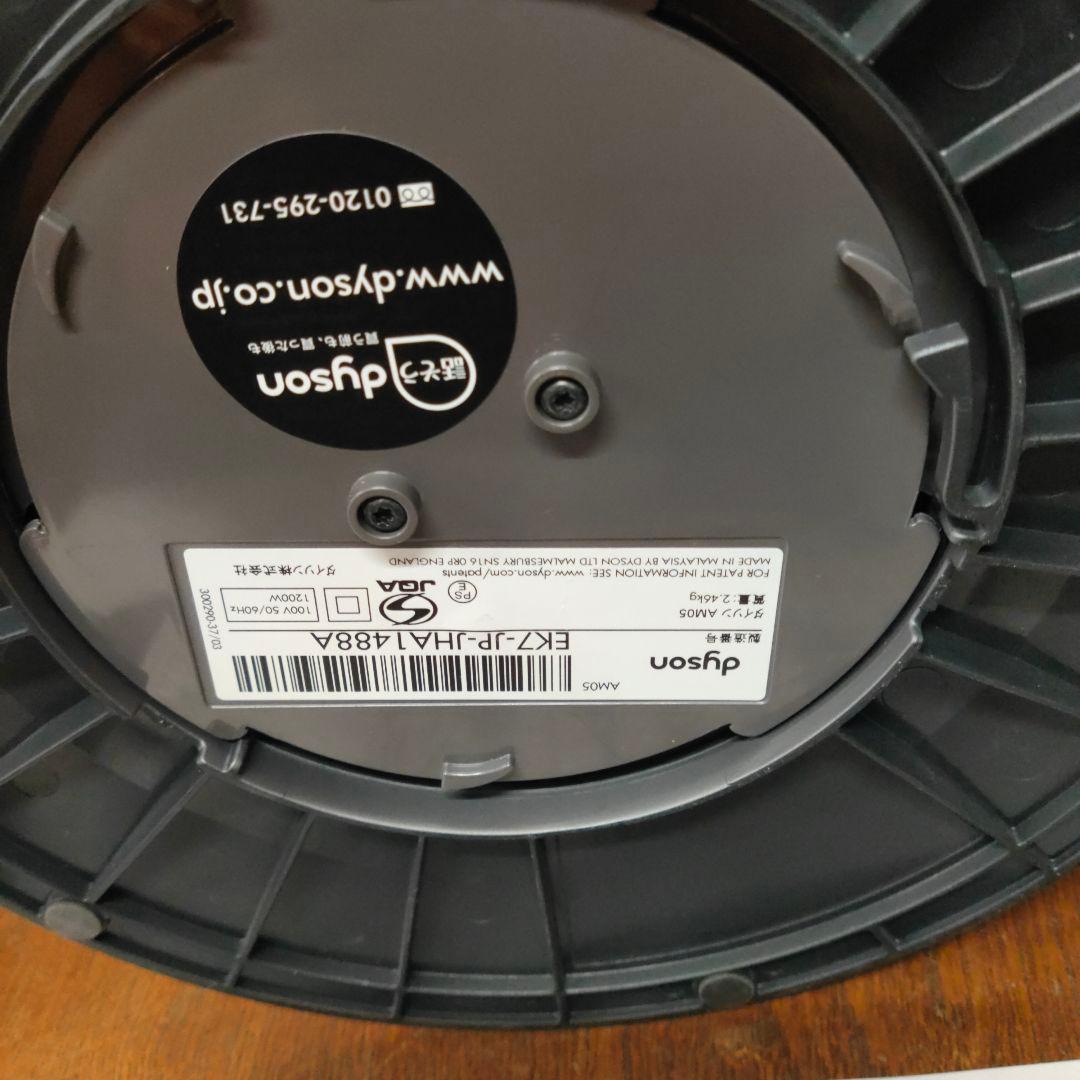 dyson
AM05
製造番号
EK7-JP-JHA1488A
ダイソン AM05
質量:2.46kg
PS
E
JQA
100V 50/60Hz
1200W
300290-37/03
FOR PATENT INFORMATION SEE: www.dyson.com/patents
ダイソン株式会社
MADE IN MALAYSIA BY DYSON LTD MALMESBURY SN16 0RP ENGLAND
話そう
dyson
買う前も、買った後も
www.dyson.co.jp
0120-295-731